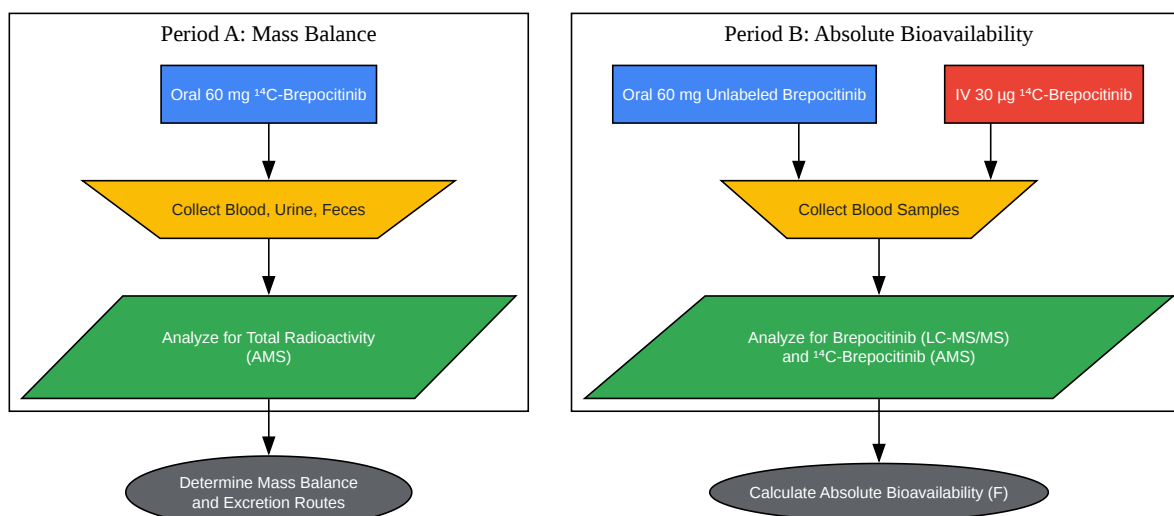 Period A: Mass Balance
Oral 60 mg ¹⁴C-Brepocitinib
Collect Blood, Urine, Feces
Analyze for Total Radioactivity
(AMS)
Determine Mass Balance
and Excretion Routes
Period B: Absolute Bioavailability
Oral 60 mg Unlabeled Brepocitinib
IV 30 µg ¹⁴C-Brepocitinib
Collect Blood Samples
Analyze for Brepocitinib (LC-MS/MS)
and ¹⁴C-Brepocitinib (AMS)
Calculate Absolute Bioavailability (F)